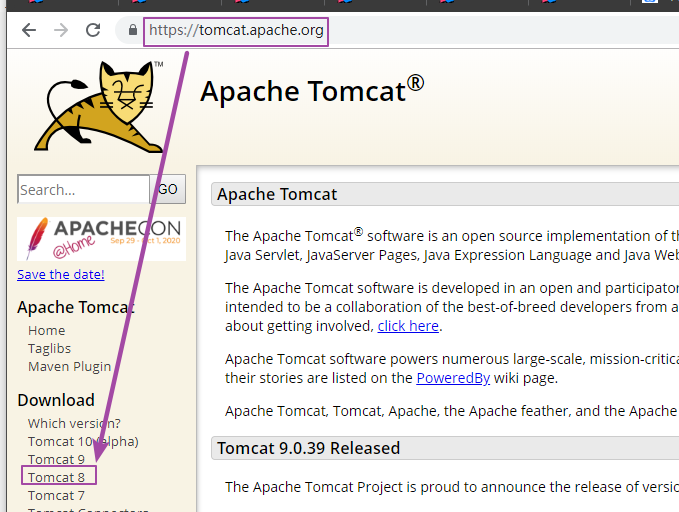 https://tomcat.apache.org
TM
Apache Tomcat®
Search... GO
APACHECON
@Home
Sep 29 - Oct 1, 2020
Save the date!
Apache Tomcat
Home
Taglibs
Maven Plugin
Download
Which version?
Tomcat 10 (alpha)
Tomcat 9
Tomcat 8
Tomcat 7
Tomcat Connectors
Apache Tomcat
The Apache Tomcat® software is an open source implementation of th
Java Servlet, JavaServer Pages, Java Expression Language and Java Web
The Apache Tomcat software is developed in an open and participator
intended to be a collaboration of the best-of-breed developers from a
about getting involved, click here.
Apache Tomcat software powers numerous large-scale, mission-critica
their stories are listed on the PoweredBy wiki page.
Apache Tomcat, Tomcat, Apache, the Apache feather, and the Apache
Tomcat 9.0.39 Released
The Apache Tomcat Project is proud to announce the release of versio